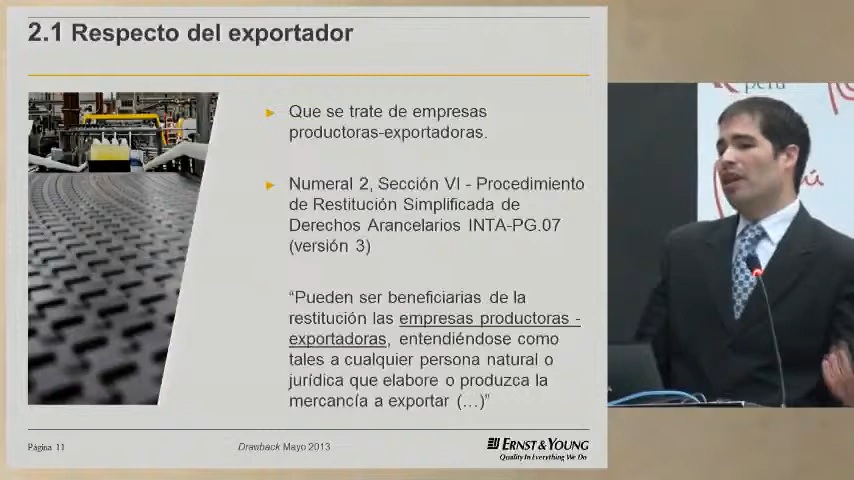 2.1 Respecto del exportador
Que se trate de empresas
productoras-exportadoras.
Numeral 2, Sección VI - Procedimiento
de Restitución Simplificada de
Derechos Arancelarios INTA-PG.07
(versión 3)
“Pueden ser beneficiarias de la
restitución las empresas productoras -
exportadoras, entendiéndose como
tales a cualquier persona natural o
jurídica que elabore o produzca la
mercancía a exportar (…)”
Página 11
Drawback Mayo 2013
ERNST & YOUNG
Quality In Everything We Do
perú